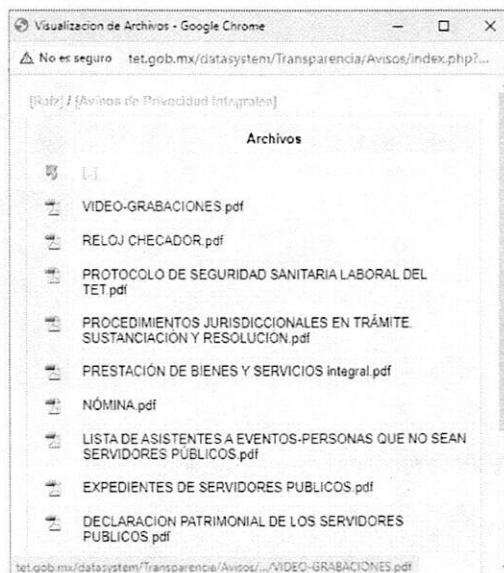 Visualizacion de Archivos - Google Chrome
No es seguro tet.gob.mx/datasystem/Transparencia/Avisos/index.php?...
[Raíz] / [Avisos de Privacidad Integrales]
Archivos
[..]
VIDEO-GRABACIONES.pdf
RELOJ CHECADOR.pdf
PROTOCOLO DE SEGURIDAD SANITARIA LABORAL DEL
TET.pdf
PROCEDIMIENTOS JURISDICCIONALES EN TRÁMITE.
SUSTANCIACIÓN Y RESOLUCION.pdf
PRESTACIÓN DE BIENES Y SERVICIOS integral.pdf
NÓMINA.pdf
LISTA DE ASISTENTES A EVENTOS-PERSONAS QUE NO SEAN
SERVIDORES PÚBLICOS.pdf
EXPEDIENTES DE SERVIDORES PUBLICOS.pdf
DECLARACION PATRIMONIAL DE LOS SERVIDORES
PUBLICOS.pdf
tet.gob.mx/datasystem/Transparencia/Avisos/.../VIDEO-GRABACIONES.pdf